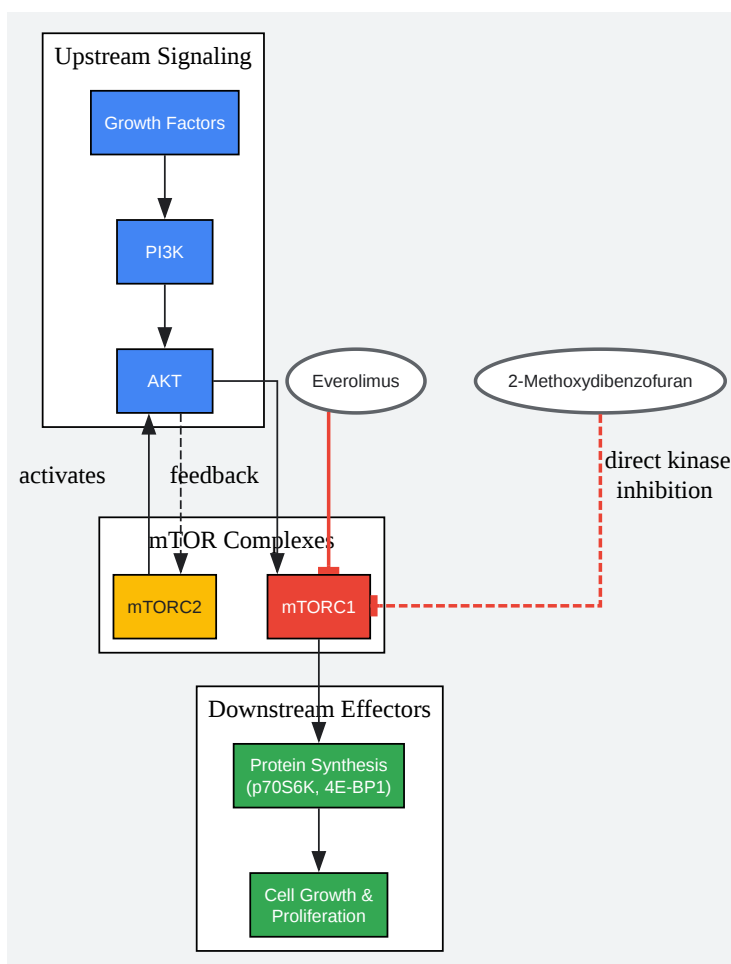 Upstream Signaling
Growth Factors
PI3K
AKT
Everolimus
2-Methoxydibenzofuran
activates
feedback
direct kinase
inhibition
mTOR Complexes
mTORC2
mTORC1
Downstream Effectors
Protein Synthesis
(p70S6K, 4E-BP1)
Cell Growth &
Proliferation